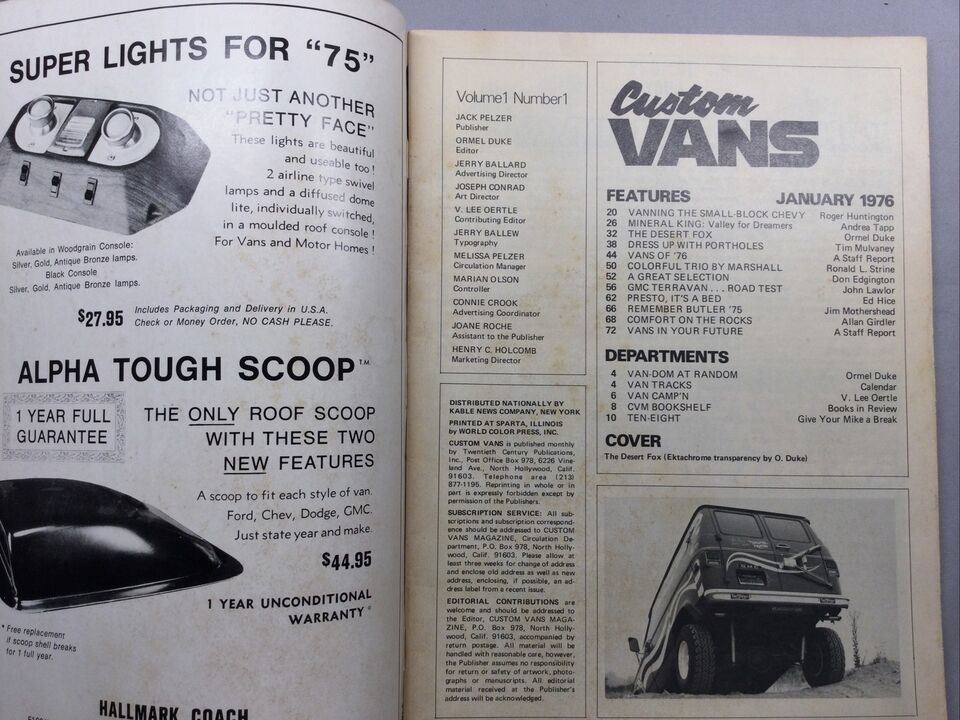 SUPER LIGHTS FOR "75"
NOT JUST ANOTHER
"PRETTY FACE"
These lights are beautiful
and useable too!
2 airline type swivel
lamps and a diffused dome
lite, individually switched,
in a moulded roof console!
For Vans and Motor Homes!
Available in Woodgrain Console:
Silver, Gold, Antique Bronze lamps.
Black Console
Silver, Gold, Antique Bronze lamps.
$27.95
Includes Packaging and Delivery in U.S.A.
Check or Money Order, NO CASH PLEASE.
ALPHA TOUGH SCOOP T.M.
1 YEAR FULL
GUARANTEE
THE ONLY ROOF SCOOP
WITH THESE TWO
NEW FEATURES
A scoop to fit each style of van.
Ford, Chev, Dodge, GMC.
Just state year and make.
$44.95
1 YEAR UNCONDITIONAL
WARRANTY*
* Free replacement
if scoop shell breaks
for 1 full year.
HALLMARK COACH
Volume1 Number1
JACK PELZER
Publisher
ORMEL DUKE
Editor
JERRY BALLARD
Advertising Director
JOSEPH CONRAD
Art Director
V. LEE OERTLE
Contributing Editor
JERRY BALLEW
Typography
MELISSA PELZER
Circulation Manager
MARIAN OLSON
Controller
CONNIE CROOK
Advertising Coordinator
JOANE ROCHE
Assistant to the Publisher
HENRY C. HOLCOMB
Marketing Director
DISTRIBUTED NATIONALLY BY
KABLE NEWS COMPANY, NEW YORK
PRINTED AT SPARTA, ILLINOIS
by WORLD COLOR PRESS, INC.
CUSTOM VANS is published monthly
by Twentieth Century Publications,
Inc., Post Office Box 978, 6226 Vine-
land Ave., North Hollywood, Calif.
91603. Telephone area (213)
877-1195. Reprinting in whole or in
part is expressly forbidden except by
permission of the Publishers.
SUBSCRIPTION SERVICE: All sub-
scriptions and subscription correspond-
ence should be addressed to CUSTOM
VANS MAGAZINE, Circulation De-
partment, P.O. Box 978, North Holly-
wood, Calif. 91603. Please allow at
least three weeks for change of address
and enclose old address as well as new
address, enclosing, if possible, an ad-
dress label from a recent issue.
EDITORIAL CONTRIBUTIONS are
welcome and should be addressed to
the Editor, CUSTOM VANS MAGA-
ZINE, P.O. Box 978, North Holly-
wood, Calif. 91603, accompanied by
return postage. All material will be
handled with reasonable care, however,
the Publisher assumes no responsibility
for return or safety of artwork, photo-
graphs or manuscripts. All editorial
material received at the Publisher's
address will be acknowledged.
Custom
VANS
FEATURES JANUARY 1976
20 VANNING THE SMALL-BLOCK CHEVY Roger Huntington
26 MINERAL KING: Valley for Dreamers Andrea Tapp
32 THE DESERT FOX Ormel Duke
38 DRESS UP WITH PORTHOLES Tim Mulvaney
44 VANS OF '76 A Staff Report
50 COLORFUL TRIO BY MARSHALL Ronald L. Strine
52 A GREAT SELECTION Don Edgington
56 GMC TERRAVAN . . . ROAD TEST John Lawlor
62 PRESTO, IT'S A BED Ed Hice
66 REMEMBER BUTLER '75 Jim Mothershead
68 COMFORT ON THE ROCKS Allan Girdler
72 VANS IN YOUR FUTURE A Staff Report
DEPARTMENTS
4 VAN-DOM AT RANDOM Ormel Duke
4 VAN TRACKS Calendar
6 VAN CAMP'N V. Lee Oertle
8 CVM BOOKSHELF Books in Review
10 TEN-EIGHT Give Your Mike a Break
COVER
The Desert Fox (Ektachrome transparency by O. Duke)